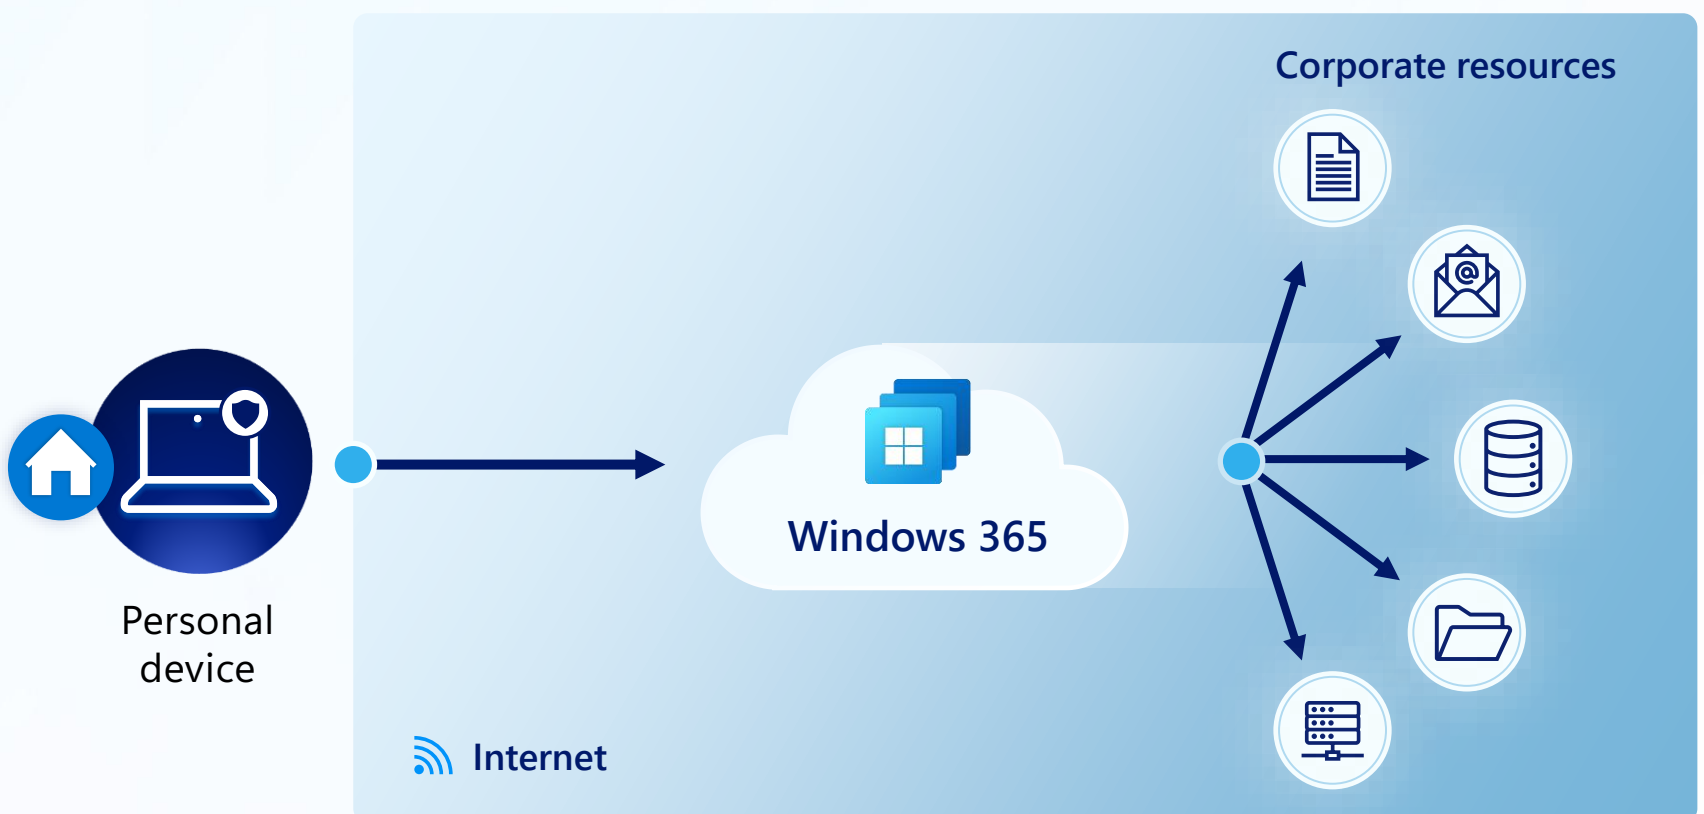 Corporate resources
Windows 365
Personal
device
Internet